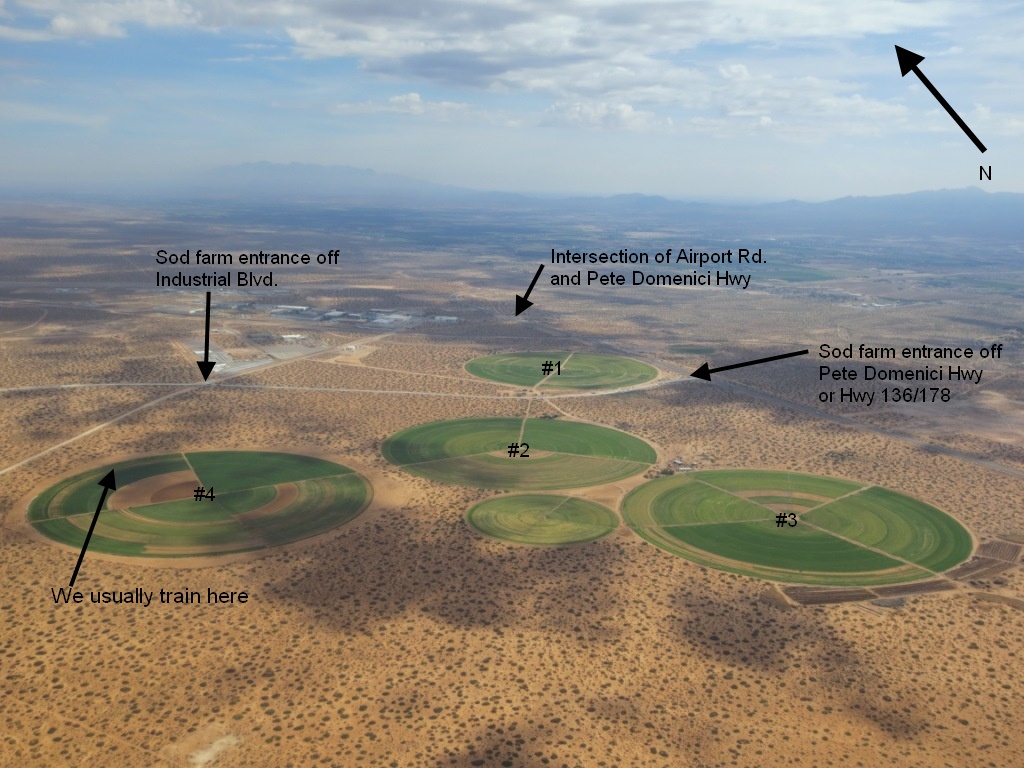 N
Sod farm entrance off
Industrial Blvd.
Intersection of Airport Rd.
and Pete Domenici Hwy
Sod farm entrance off
Pete Domenici Hwy
or Hwy 136/178
#1
#2
#4
#3
We usually train here